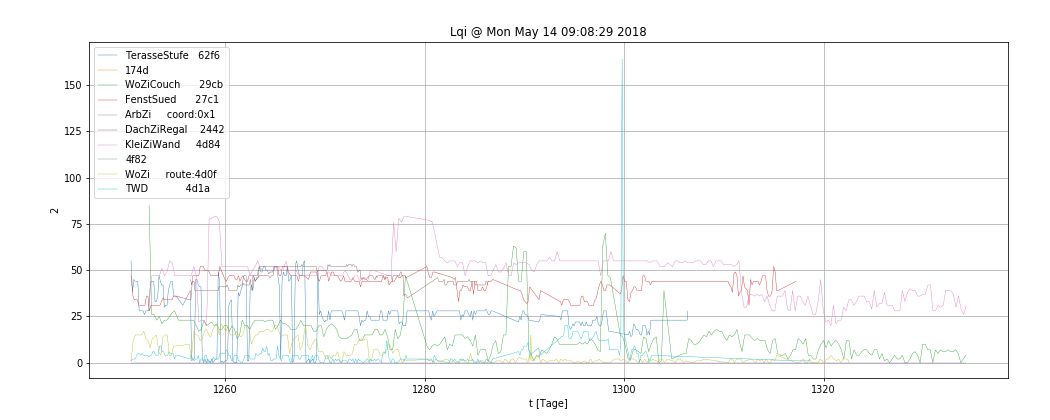 Lqi @ Mon May 14 09:08:29 2018
TerasseStufe 62f6
174d
WoZiCouch 29cb
FenstSued 27c1
ArbZi coord:0x1
DachZiRegal 2442
KleiZiWand 4d84
4f82
WoZi route:4d0f
TWD 4d1a
150
125
100
75
50
25
0
2
1260 1280 1300 1320
t [Tage]